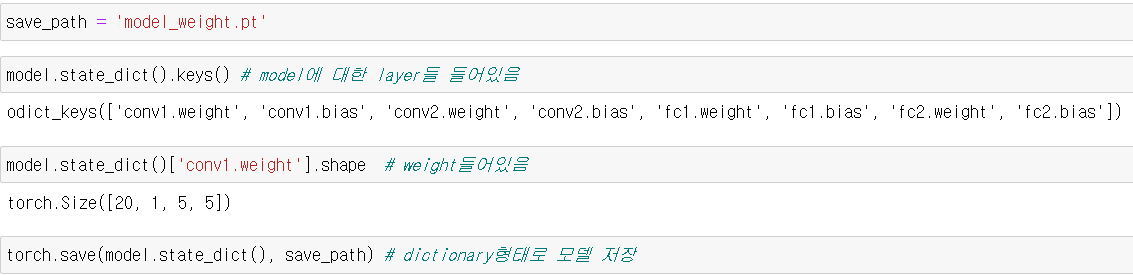 save_path = 'model_weight.pt'
model.state_dict().keys() # model에 대한 layer들 들어있음
odict_keys(['conv1.weight', 'conv1.bias', 'conv2.weight', 'conv2.bias', 'fc1.weight', 'fc1.bias', 'fc2.weight', 'fc2.bias'])
model.state_dict()['conv1.weight'].shape  # weight들어있음
torch.Size([20, 1, 5, 5])
torch.save(model.state_dict(), save_path) # dictionary형태로 모델 저장